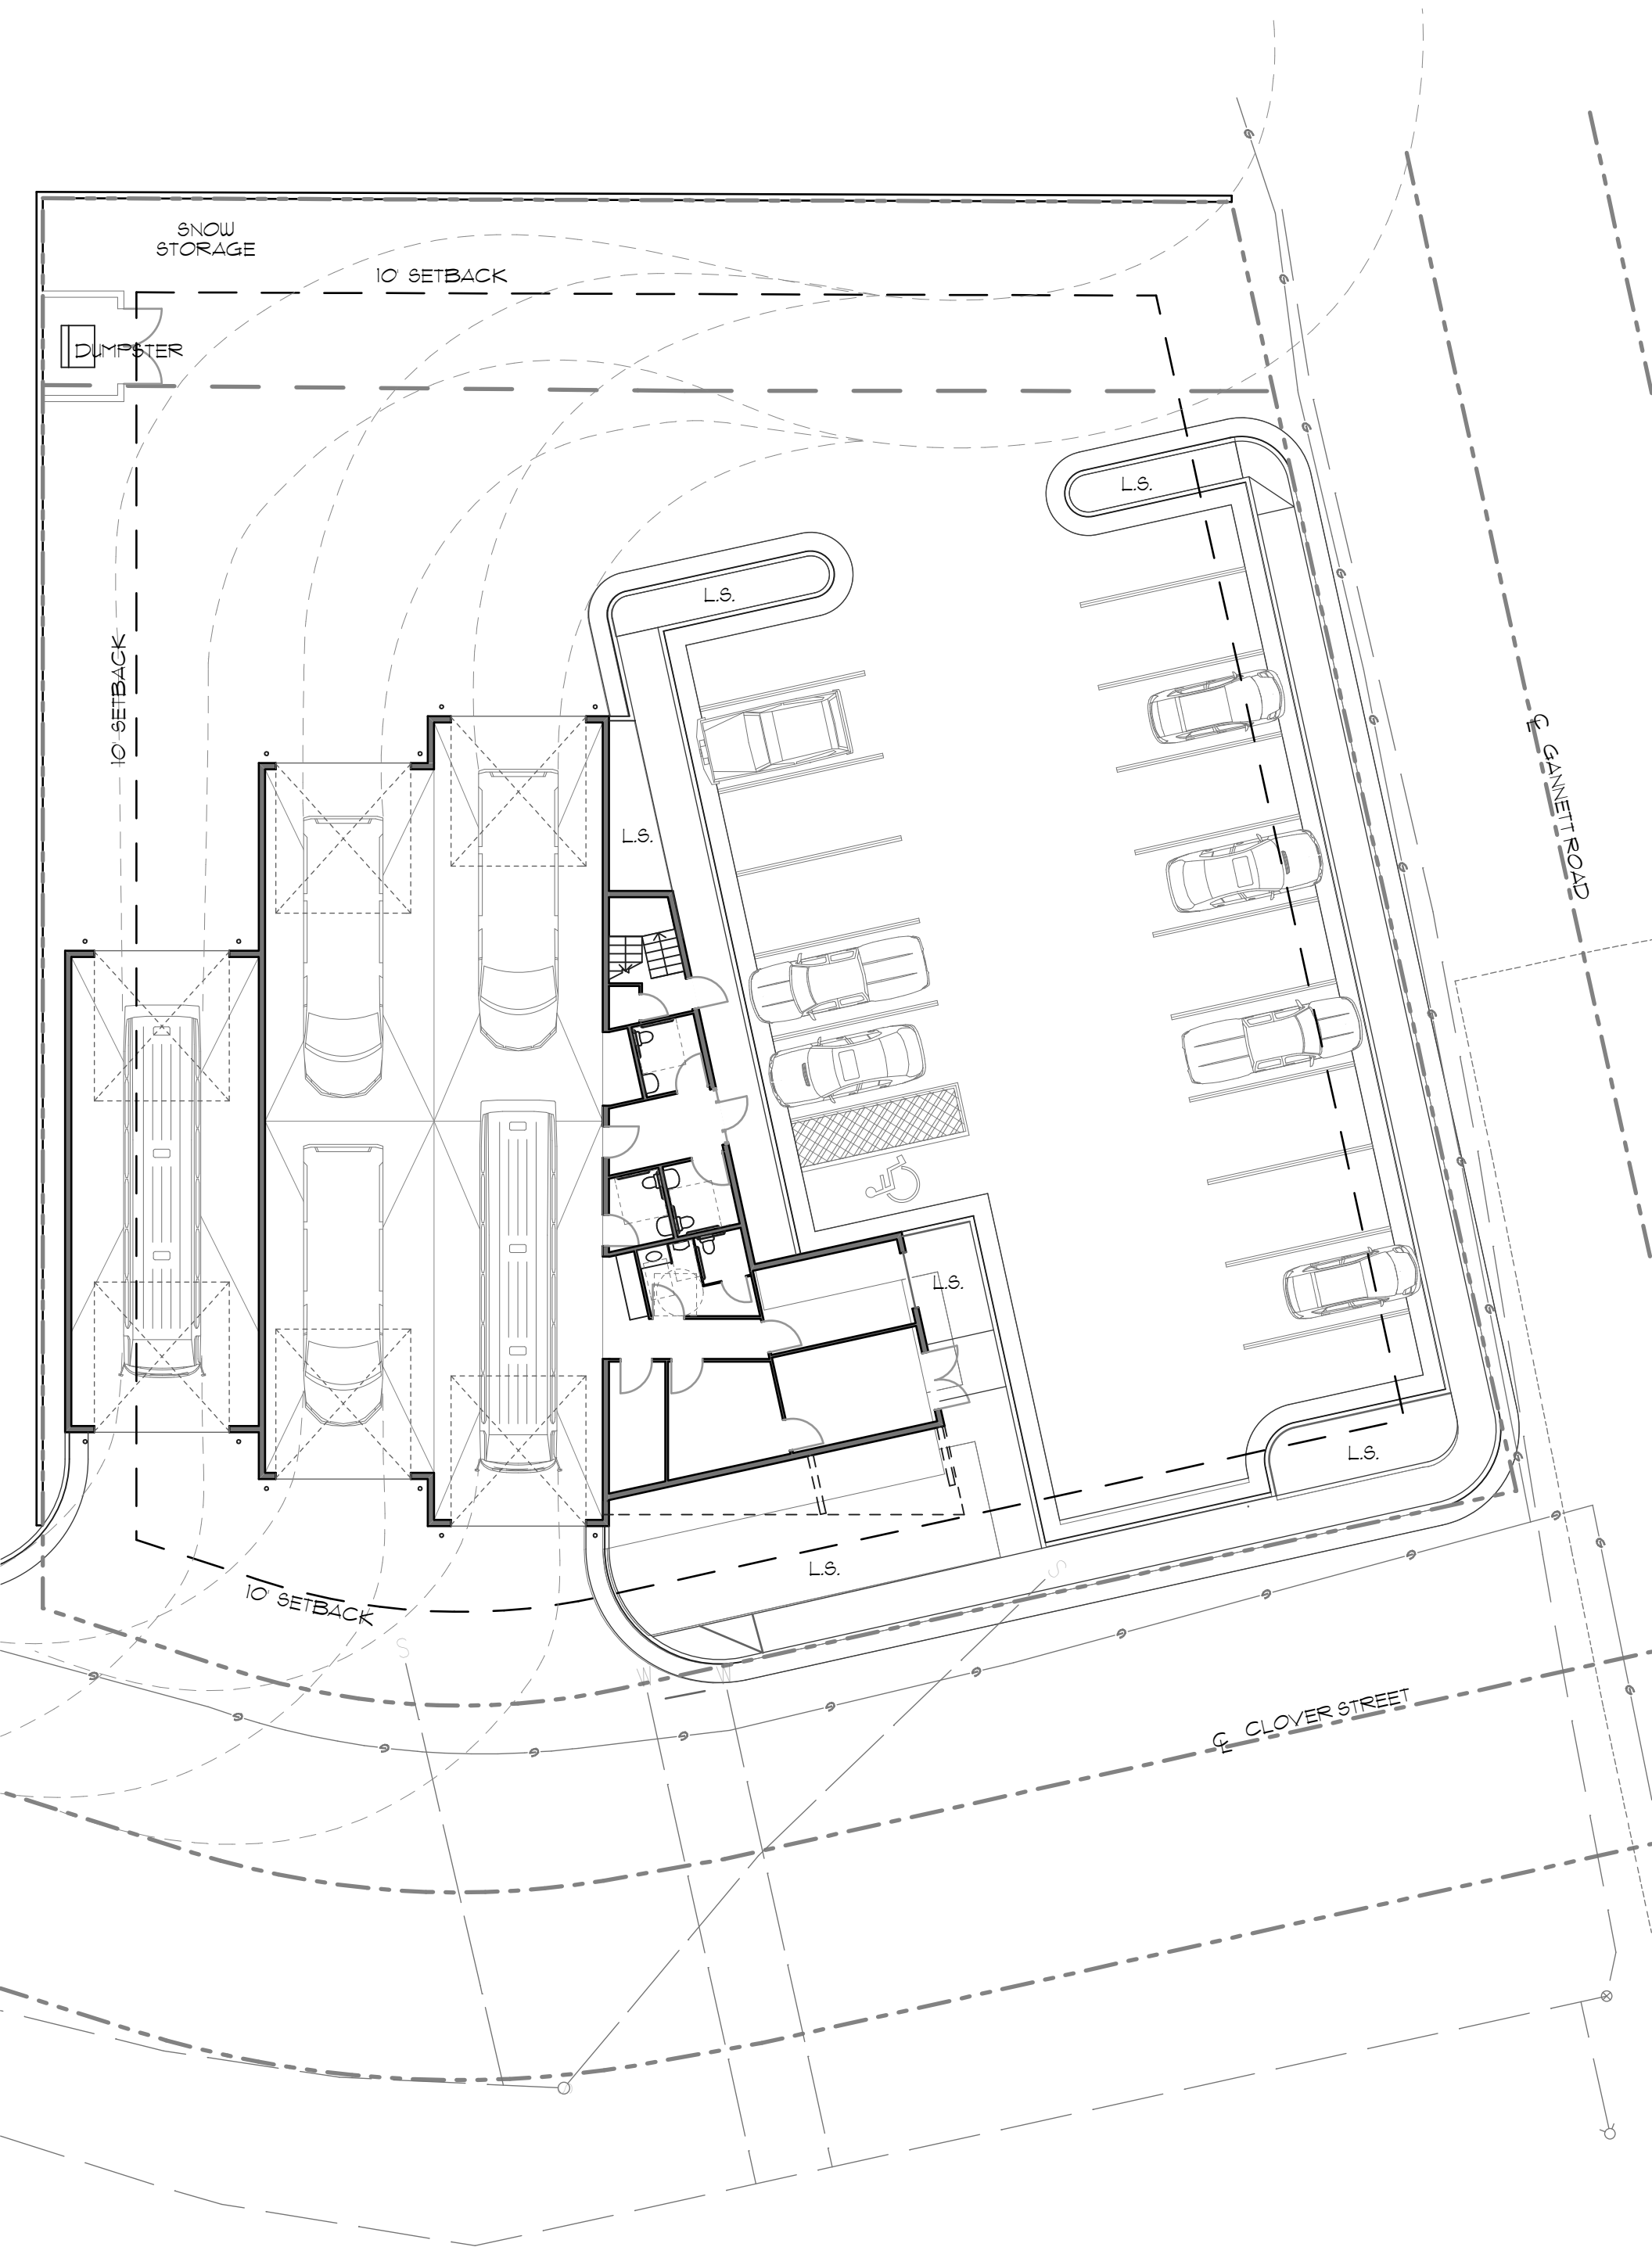 SNOW
STORAGE
10' SETBACK
DUMPSTER
L.S.
L.S.
10' SETBACK
℄ GANNETT ROAD
L.S.
L.S.
L.S.
L.S.
10' SETBACK
S
S
W
W
℄ CLOVER STREET